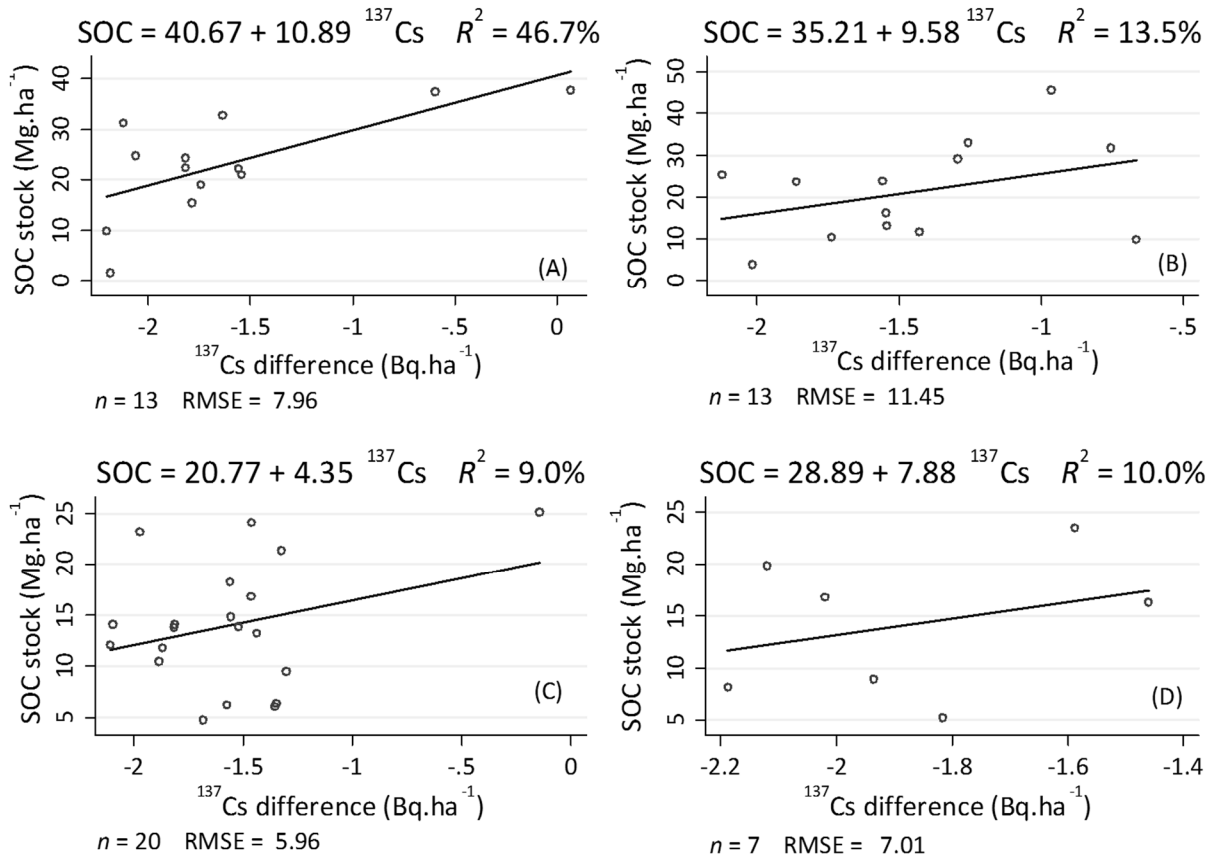 SOC = 40.67 + 10.89 ¹³⁷Cs R² = 46.7%
SOC stock (Mg.ha⁻¹)
40
30
20
10
0
(A)
-2 -1.5 -1 -.5 0
¹³⁷Cs difference (Bq.ha⁻¹)
n = 13 RMSE = 7.96
SOC = 35.21 + 9.58 ¹³⁷Cs R² = 13.5%
SOC stock (Mg.ha⁻¹)
50
40
30
20
10
0
(B)
-2 -1.5 -1 -.5
¹³⁷Cs difference (Bq.ha⁻¹)
n = 13 RMSE = 11.45
SOC = 20.77 + 4.35 ¹³⁷Cs R² = 9.0%
SOC stock (Mg.ha⁻¹)
25
20
15
10
5
(C)
-2 -1.5 -1 -.5 0
¹³⁷Cs difference (Bq.ha⁻¹)
n = 20 RMSE = 5.96
SOC = 28.89 + 7.88 ¹³⁷Cs R² = 10.0%
SOC stock (Mg.ha⁻¹)
25
20
15
10
5
(D)
-2.2 -2 -1.8 -1.6 -1.4
¹³⁷Cs difference (Bq.ha⁻¹)
n = 7 RMSE = 7.01